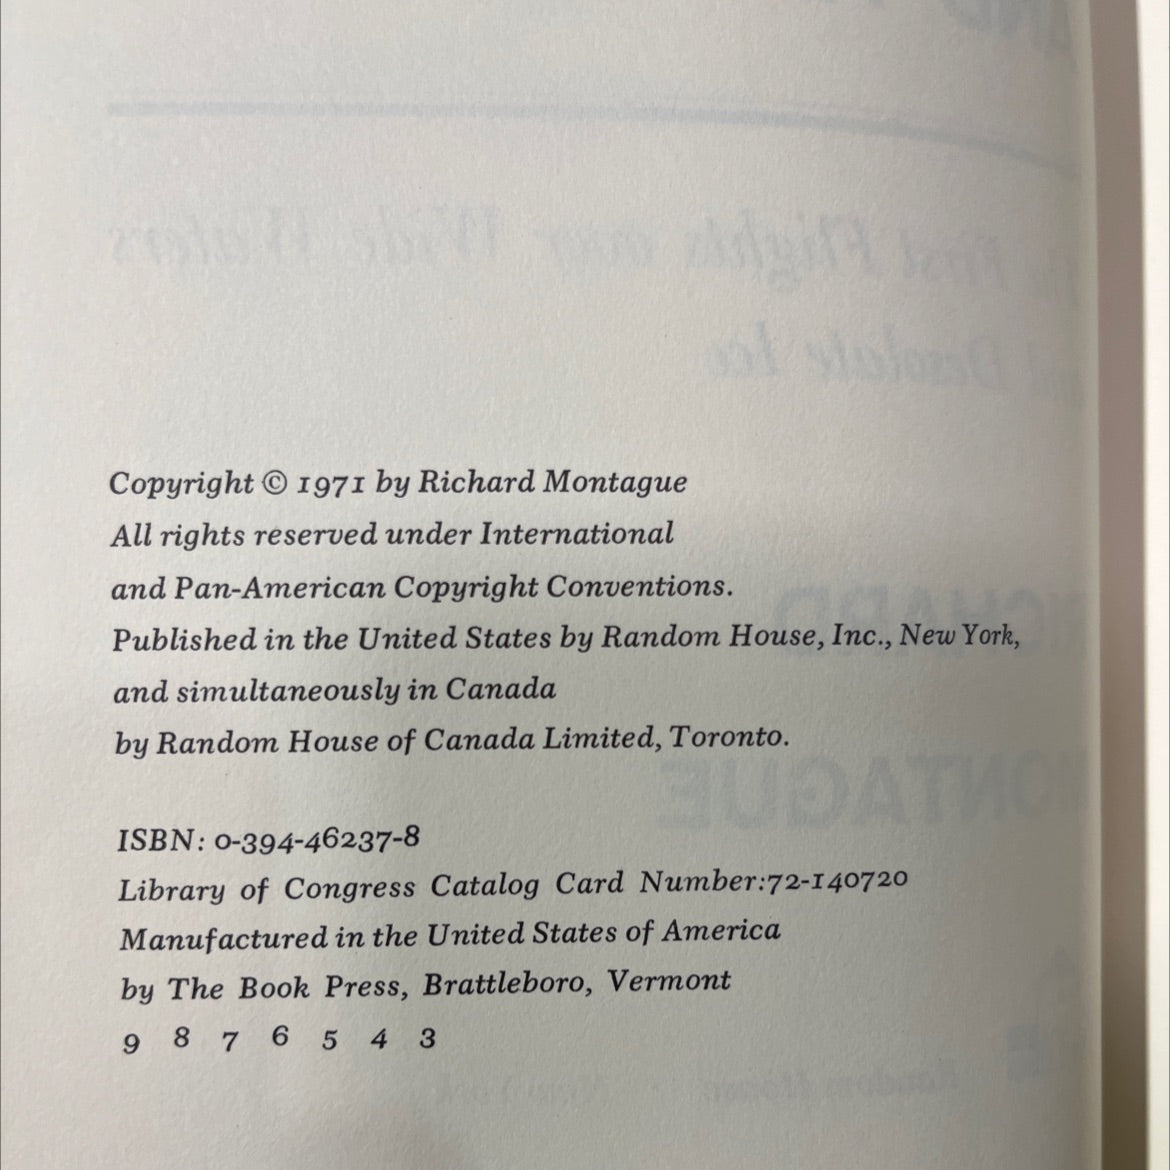 Copyright © 1971 by Richard Montague
All rights reserved under International
and Pan-American Copyright Conventions.
Published in the United States by Random House, Inc., New York,
and simultaneously in Canada
by Random House of Canada Limited, Toronto.
ISBN: 0-394-46237-8
Library of Congress Catalog Card Number:72-140720
Manufactured in the United States of America
by The Book Press, Brattleboro, Vermont
9 8 7 6 5 4 3